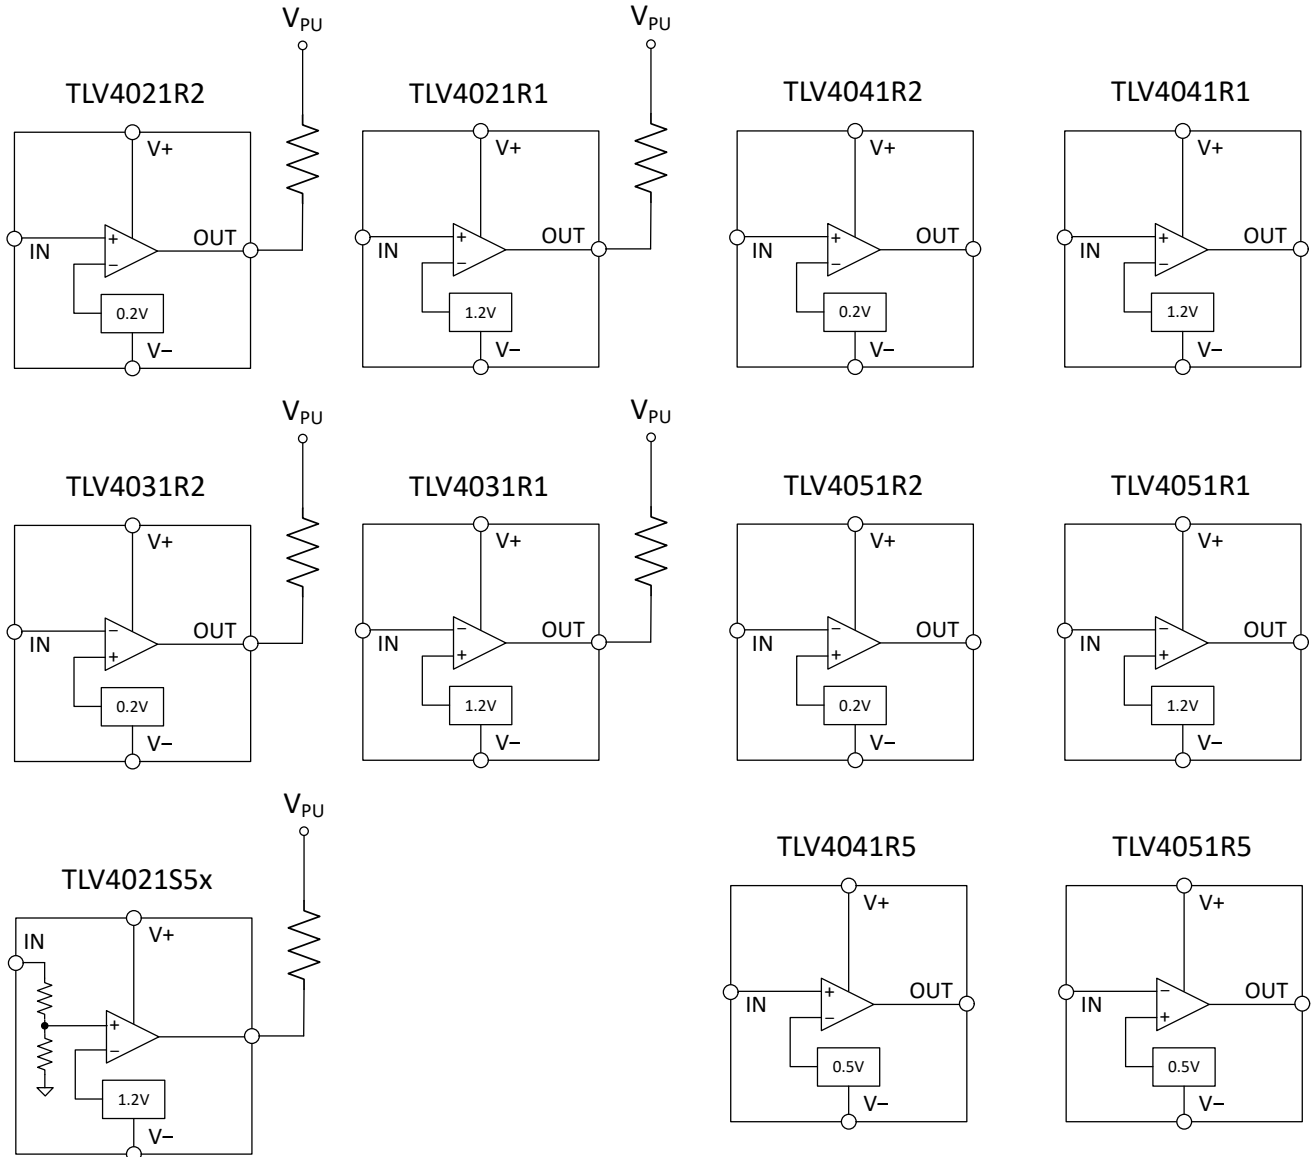 V_PU
V_PU
TLV4021R2
TLV4021R1
TLV4041R2
TLV4041R1
V+
V+
V+
V+
+
OUT
+
OUT
+
OUT
+
OUT
IN
−
IN
−
IN
−
IN
−
0.2V
1.2V
0.2V
1.2V
V−
V−
V−
V−
V_PU
V_PU
TLV4031R2
TLV4031R1
TLV4051R2
TLV4051R1
V+
V+
V+
V+
−
OUT
−
OUT
−
OUT
−
OUT
IN
+
IN
+
IN
+
IN
+
0.2V
1.2V
0.2V
1.2V
V−
V−
V−
V−
V_PU
TLV4041R5
TLV4051R5
TLV4021S5x
V+
V+
IN
V+
+
OUT
−
OUT
IN
−
IN
+
+
−
0.5V
0.5V
1.2V
V−
V−
V−